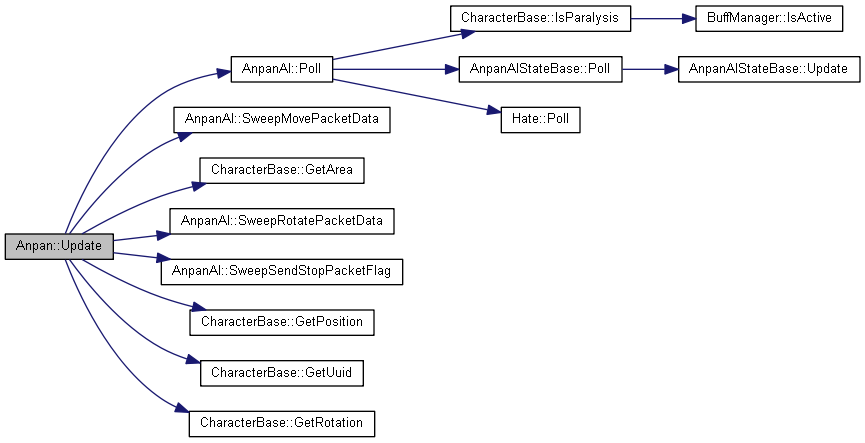 CharacterBase::IsParalysis
BuffManager::IsActive
AnpanAI::Poll
AnpanAIStateBase::Poll
AnpanAIStateBase::Update
AnpanAI::SweepMovePacketData
Hate::Poll
CharacterBase::GetArea
AnpanAI::SweepRotatePacketData
Anpan::Update
AnpanAI::SweepSendStopPacketFlag
CharacterBase::GetPosition
CharacterBase::GetUuid
CharacterBase::GetRotation